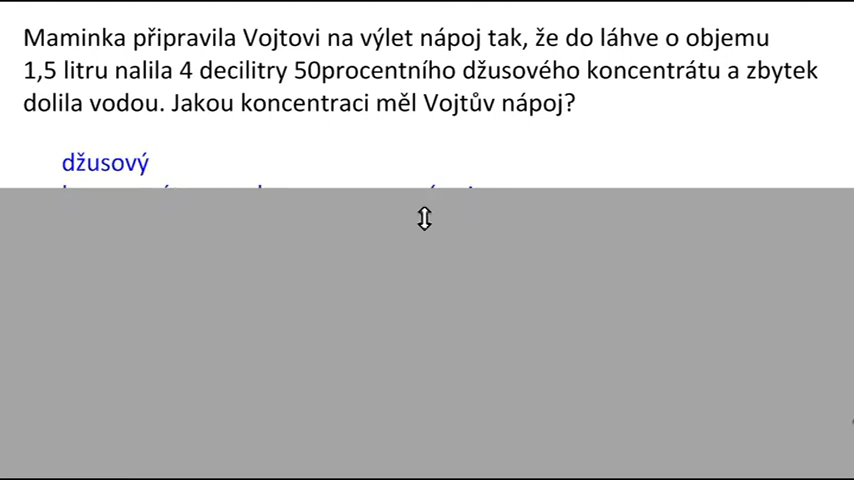 Maminka připravila Vojtovi na výlet nápoj tak, že do láhve o objemu
1,5 litru nalila 4 decilitry 50procentního džusového koncentrátu a zbytek
dolila vodou. Jakou koncentraci měl Vojtův nápoj?
džusový